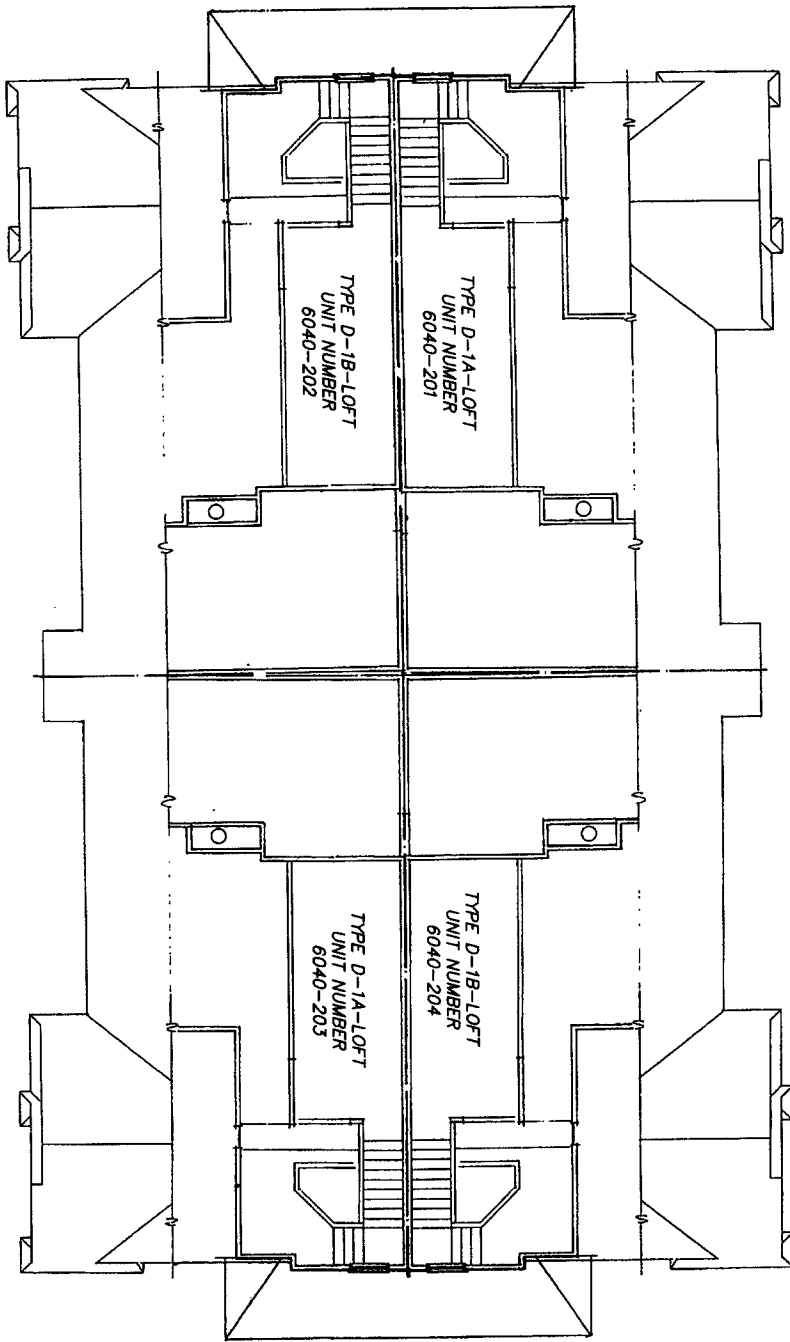 TYPE D-1A-LOFT
UNIT NUMBER
6040-201
TYPE D-1B-LOFT
UNIT NUMBER
6040-202
TYPE D-1B-LOFT
UNIT NUMBER
6040-204
TYPE D-1A-LOFT
UNIT NUMBER
6040-203